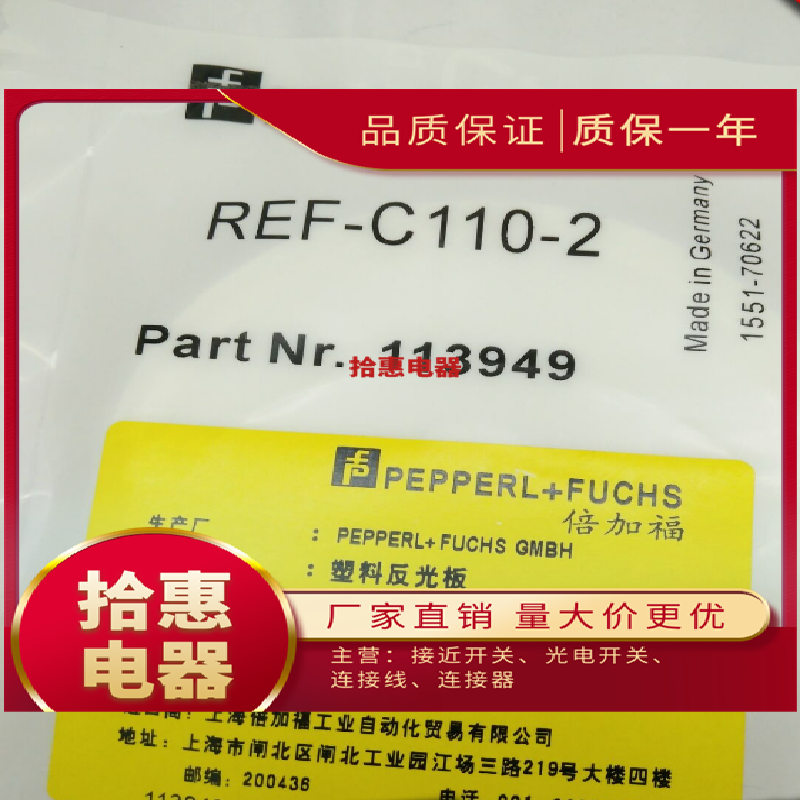 品质保证|质保一年
REF-C110-2
Made in Germany
1551-70622
Part Nr. 113949
拾惠电器
PEPPERL+FUCHS
倍加福
生产厂
: PEPPERL+FUCHS GMBH
: 塑料反光板
拾惠
电器
厂家直销 量大价更优
主营：接近开关、光电开关、
连接线、连接器
上海倍加福工业自动化贸易有限公司
地址: 上海市闸北区闸北工业园江场三路219号大楼四楼
邮编: 200436
电话